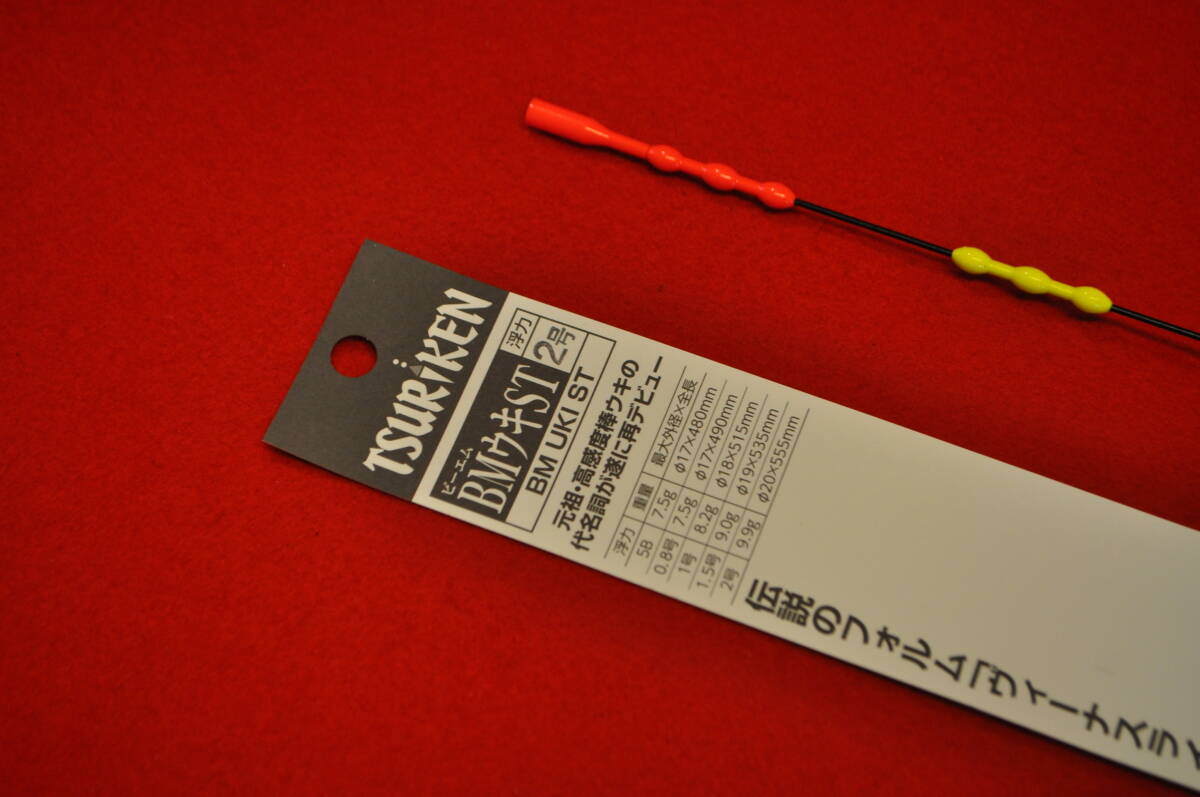 TSURiKEN
ビーエム
BMウキST
浮力
2号
BM UKI ST
元祖・高感度棒ウキの
代名詞が遂に再デビュー
浮力 重量 最大外径×全長
5B 7.5g φ17×480mm
0.8号 7.5g φ17×490mm
1号 8.2g φ18×515mm
1.5号 9.0g φ19×535mm
2号 9.9g φ20×555mm
伝説のフォルム「ヴィーナスライ